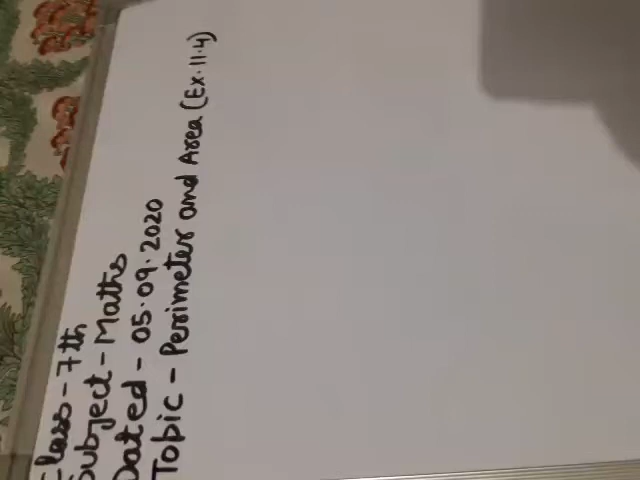 Class - 7th
Subject - Maths
Dated - 05.09.2020
Topic - Perimeter and Area (Ex.11.4)